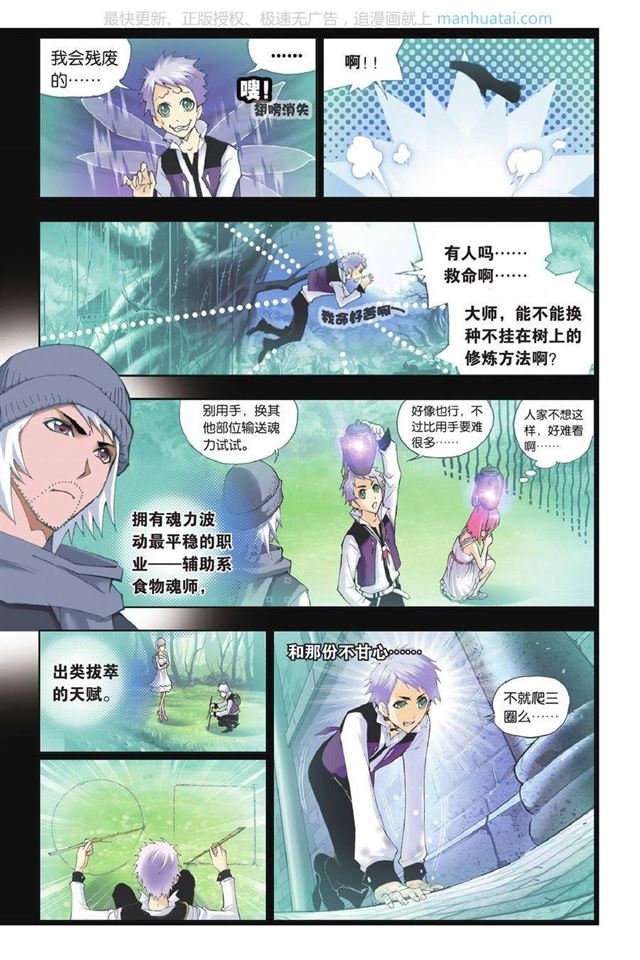 最快更新、正版授权、极速无广告，追漫画就上 manhuatai.com
我会残废
的……
……
嗖！
翅膀消失
啊！！
有人吗……
救命啊……
大师，能不能换
种不挂在树上的
修炼方法啊？
我命好苦啊~~
别用手，换其
他部位输送魂
力试试。
好像也行，不
过比用手要难
很多……
人家不想这
样，好难看
啊……
拥有魂力波
动最平稳的职
业——辅助系
食物魂师，
出类拔萃
的天赋。
和那份不甘心……
不就爬三
圈么……